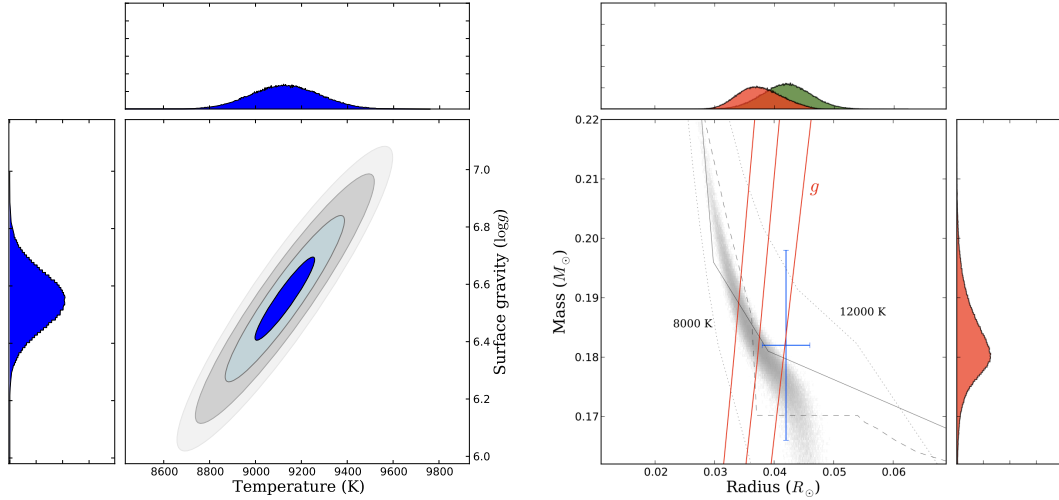 7.0
6.8
6.6
6.4
6.2
6.0
Surface gravity (log g)
8600 8800 9000 9200 9400 9600 9800
Temperature (K)
0.22
0.21
0.20
0.19
0.18
0.17
Mass (M⊙)
g
8000 K
12000 K
0.02 0.03 0.04 0.05 0.06
Radius (R⊙)